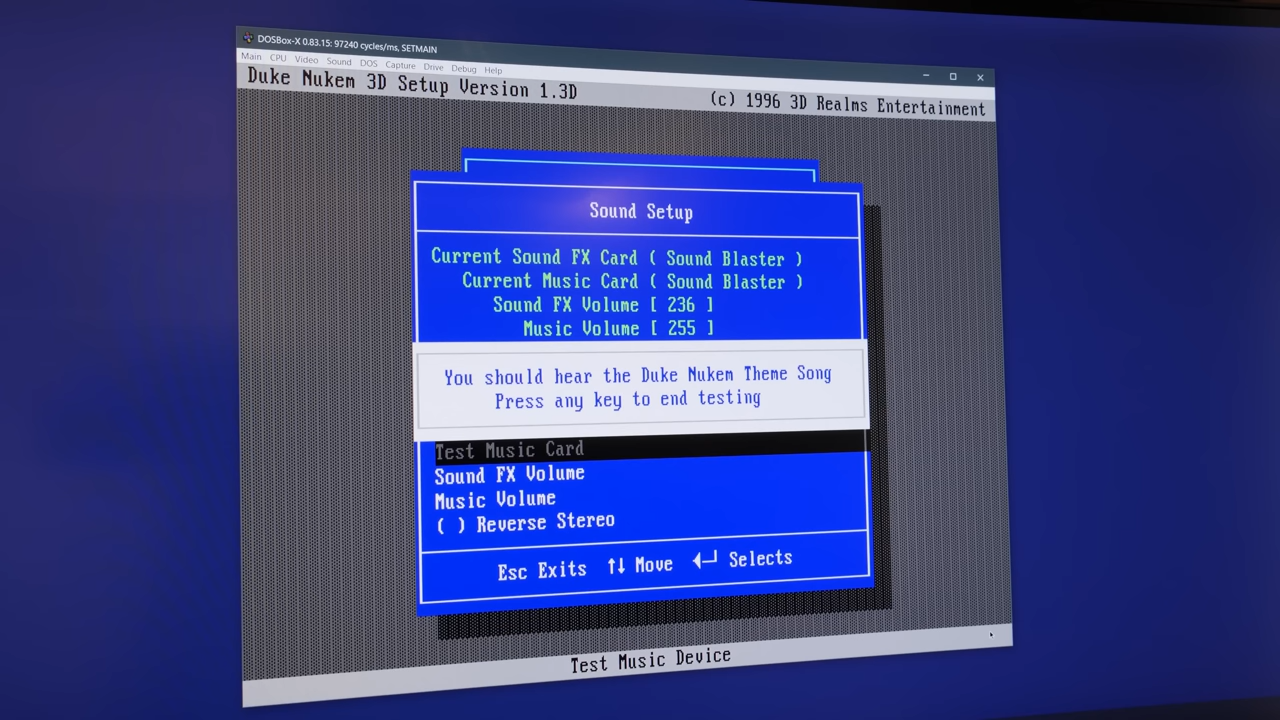 DOSBox-X 0.83.15: 97240 cycles/ms, SETMAIN
Main CPU Video Sound DOS Capture Drive Debug Help
Duke Nukem 3D Setup Version 1.3D (c) 1996 3D Realms Entertainment
Sound Setup
Current Sound FX Card ( Sound Blaster )
Current Music Card ( Sound Blaster )
Sound FX Volume [ 236 ]
Music Volume [ 255 ]
You should hear the Duke Nukem Theme Song
Press any key to end testing
Test Music Card
Sound FX Volume
Music Volume
( ) Reverse Stereo
Esc Exits ↑↓ Move ↵ Selects
Test Music Device